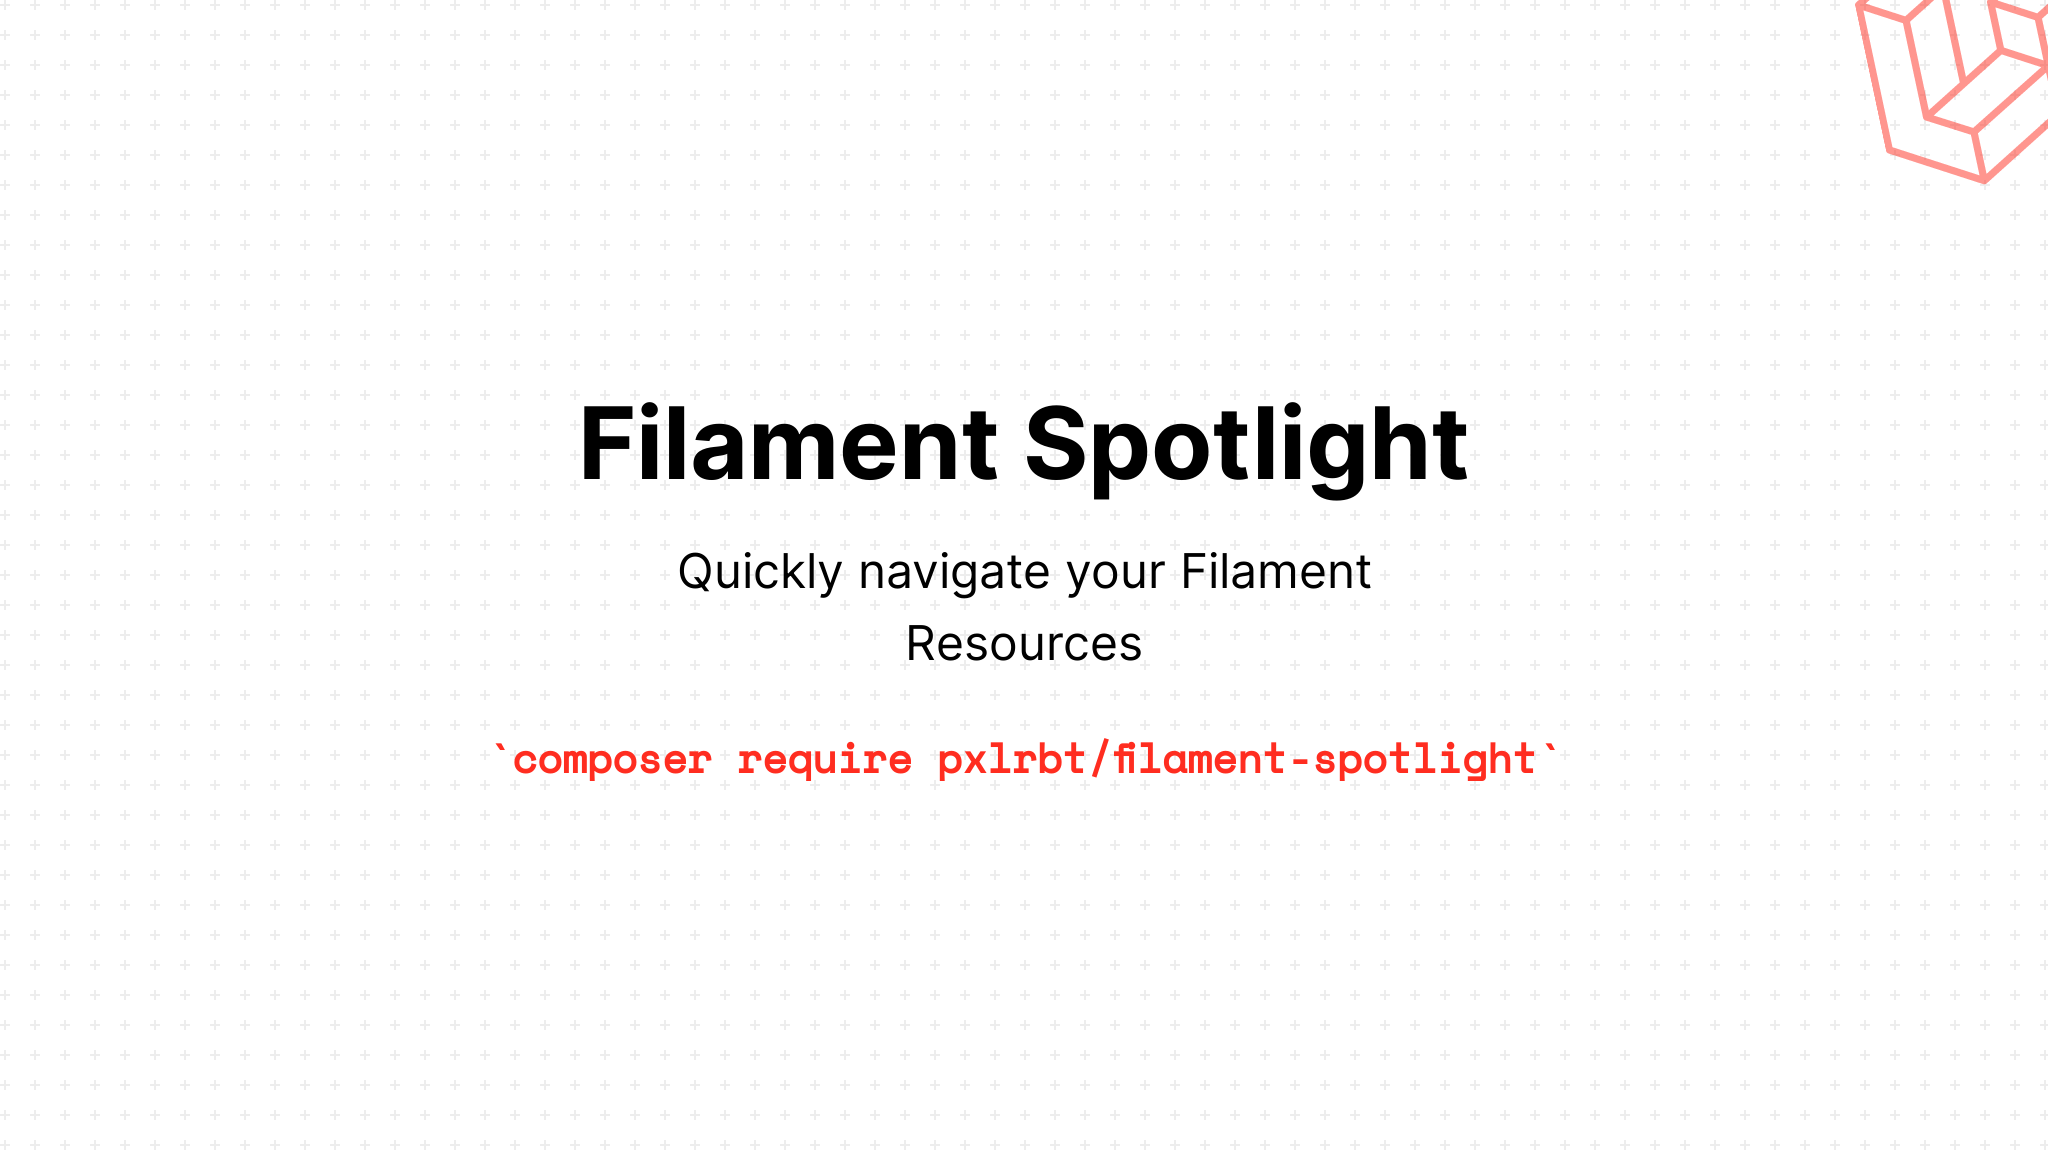 Filament Spotlight
Quickly navigate your Filament
Resources
`composer require pxlrbt/filament-spotlight`